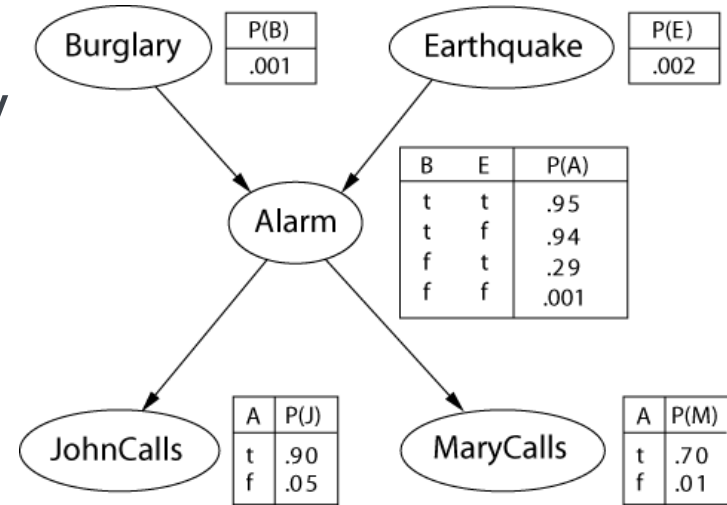 Burglary
P(B)
.001
Earthquake
P(E)
.002
B E P(A)
t t .95
t f .94
f t .29
f f .001
Alarm
JohnCalls
A P(J)
t .90
f .05
MaryCalls
A P(M)
t .70
f .01